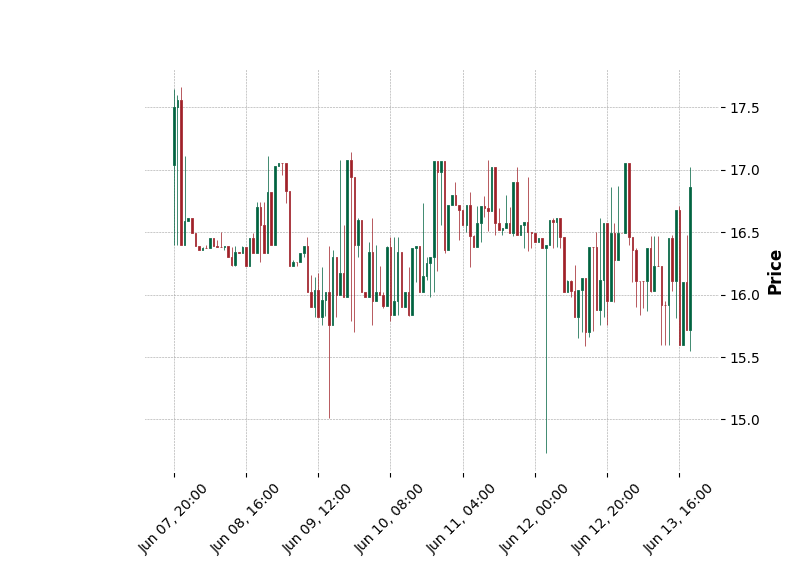 17.5
17.0
16.5
16.0
15.5
15.0
Price
Jun 07, 20:00
Jun 08, 16:00
Jun 09, 12:00
Jun 10, 08:00
Jun 11, 04:00
Jun 12, 00:00
Jun 12, 20:00
Jun 13, 16:00